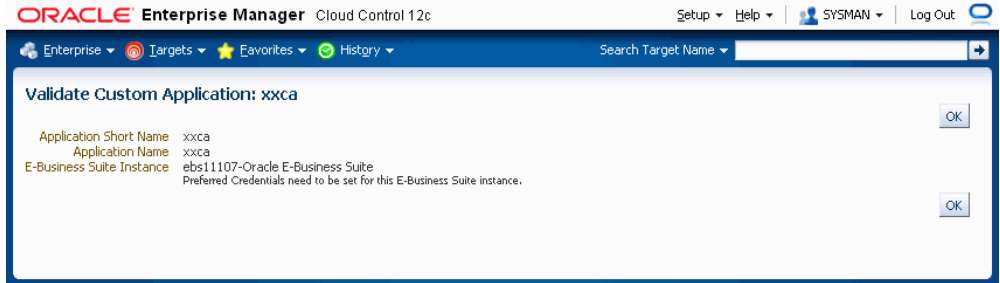 ORACLE Enterprise Manager Cloud Control 12c
Setup Help SYSMAN Log Out
Enterprise Targets Favorites History Search Target Name
Validate Custom Application: xxca
OK
Application Short Name xxca
Application Name xxca
E-Business Suite Instance ebs11107-Oracle E-Business Suite
Preferred Credentials need to be set for this E-Business Suite instance.
OK